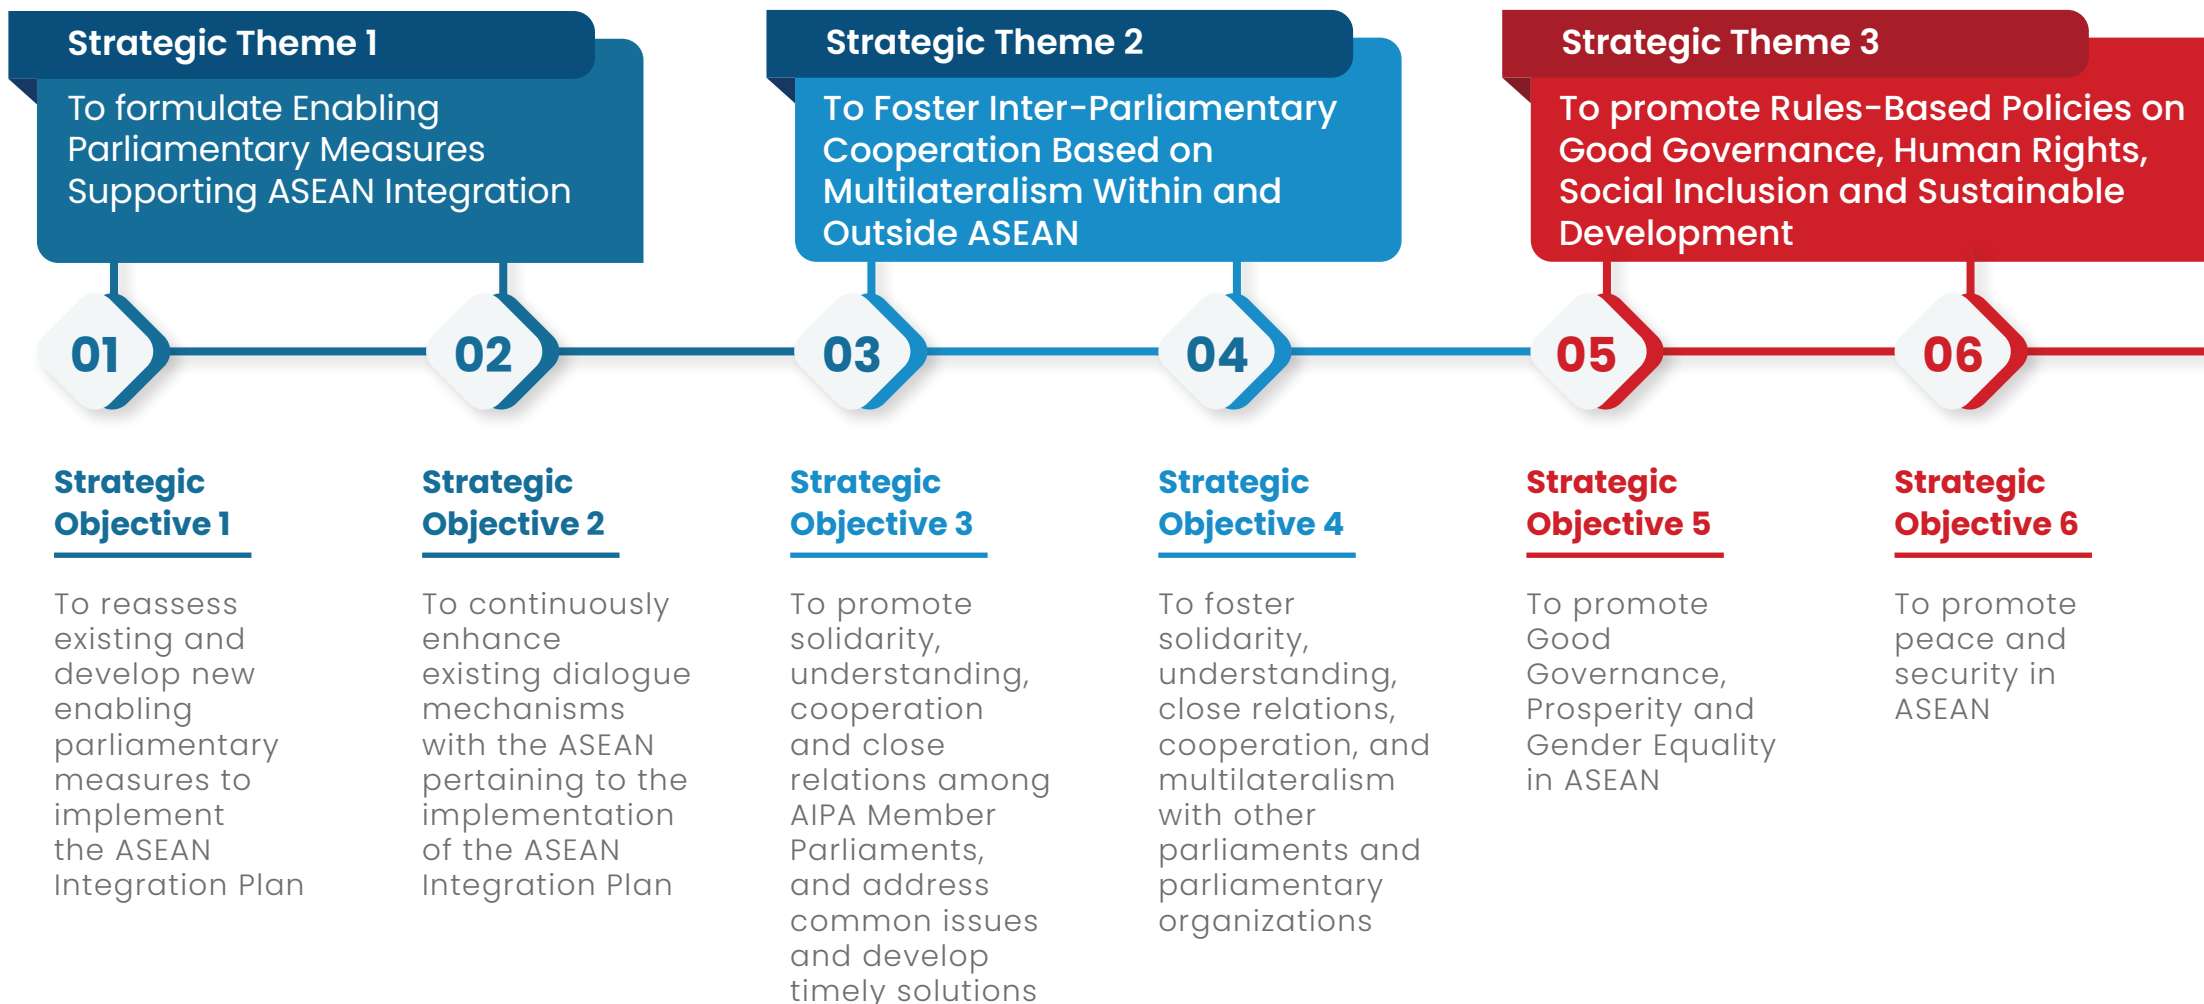 Strategic Theme 1
To formulate Enabling
Parliamentary Measures
Supporting ASEAN Integration
Strategic Theme 2
To Foster Inter-Parliamentary
Cooperation Based on
Multilateralism Within and
Outside ASEAN
Strategic Theme 3
To promote Rules-Based Policies on
Good Governance, Human Rights,
Social Inclusion and Sustainable
Development
01
02
03
04
05
06
Strategic
Objective 1
To reassess
existing and
develop new
enabling
parliamentary
measures to
implement
the ASEAN
Integration Plan
Strategic
Objective 2
To continuously
enhance
existing dialogue
mechanisms
with the ASEAN
pertaining to the
implementation
of the ASEAN
Integration Plan
Strategic
Objective 3
To promote
solidarity,
understanding,
cooperation
and close
relations among
AIPA Member
Parliaments,
and address
common issues
and develop
timely solutions
Strategic
Objective 4
To foster
solidarity,
understanding,
close relations,
cooperation, and
multilateralism
with other
parliaments and
parliamentary
organizations
Strategic
Objective 5
To promote
Good
Governance,
Prosperity and
Gender Equality
in ASEAN
Strategic
Objective 6
To promote
peace and
security in
ASEAN